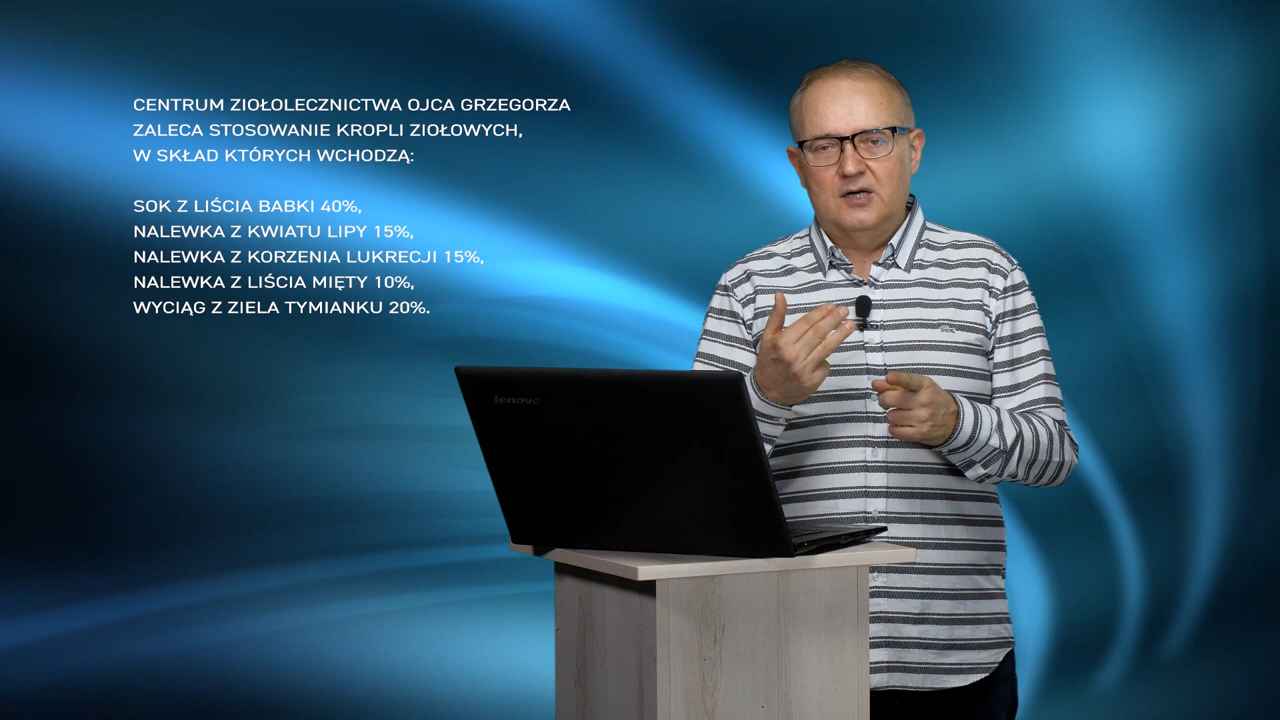 CENTRUM ZIOŁOLECZNICTWA OJCA GRZEGORZA
ZALECA STOSOWANIE KROPLI ZIOŁOWYCH,
W SKŁAD KTÓRYCH WCHODZĄ:
SOK Z LIŚCIA BABKI 40%,
NALEWKA Z KWIATU LIPY 15%,
NALEWKA Z KORZENIA LUKRECJI 15%,
NALEWKA Z LIŚCIA MIĘTY 10%,
WYCIĄG Z ZIELA TYMIANKU 20%.
lenovo